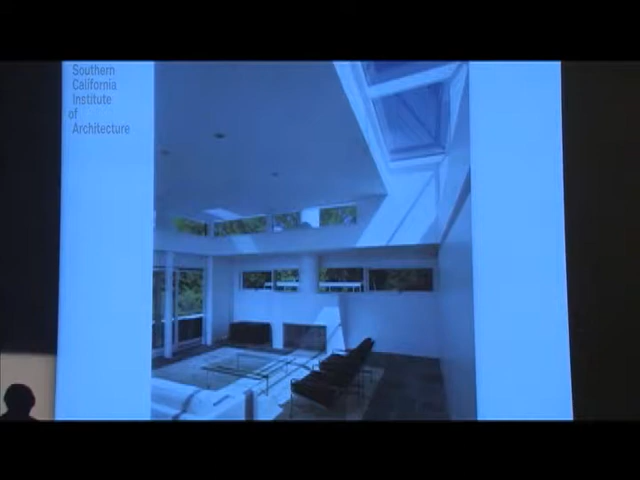 Southern
California
Institute
of
Architecture